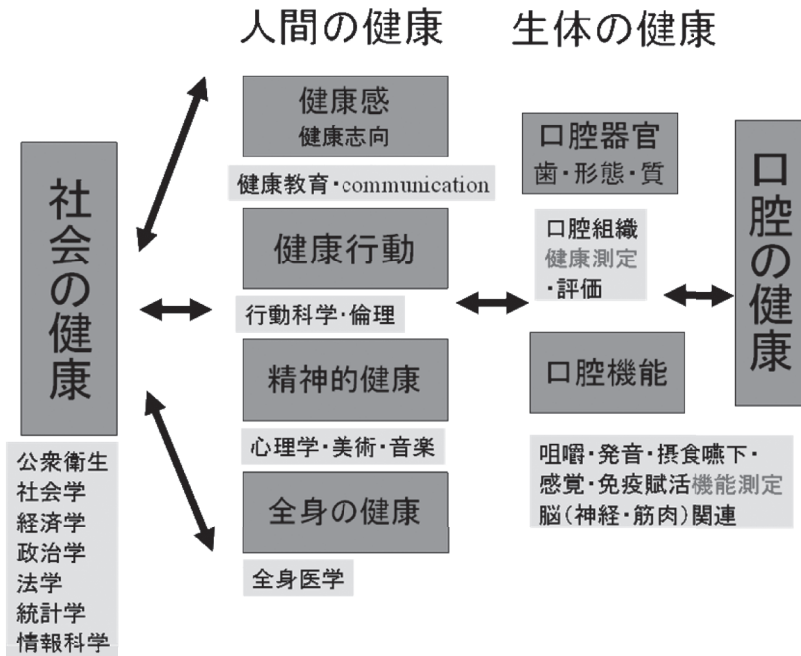 人間の健康
生体の健康
社会の健康
公衆衛生
社会学
経済学
政治学
法学
統計学
情報科学
健康感
健康志向
健康教育・communication
健康行動
行動科学・倫理
精神的健康
心理学・美術・音楽
全身の健康
全身医学
口腔器官
歯・形態・質
口腔組織
健康測定
・評価
口腔機能
咀嚼・発音・摂食嚥下・
感覚・免疫賦活機能測定
脳(神経・筋肉)関連
口腔の健康